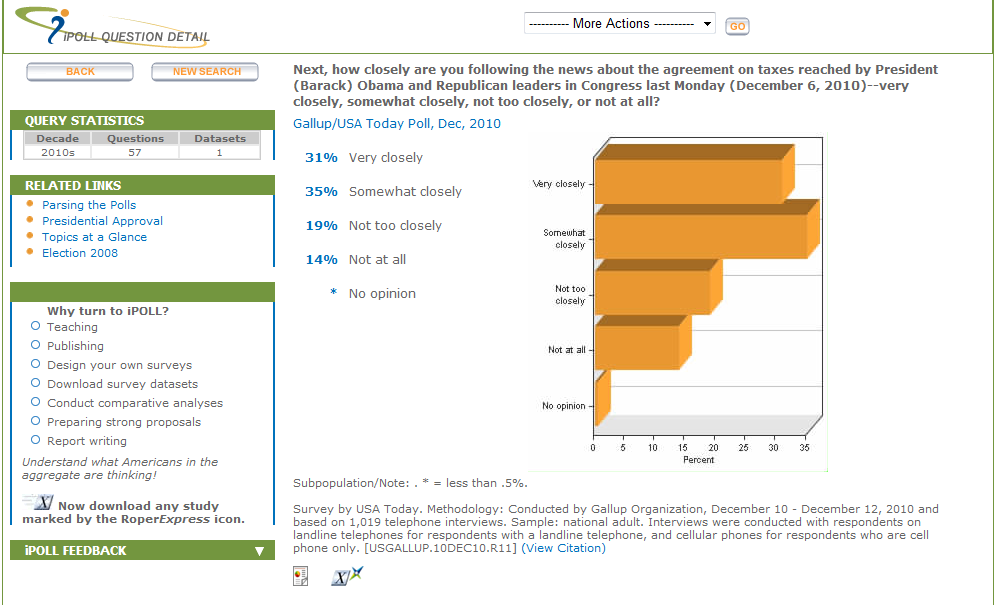 iPOLL QUESTION DETAIL
---------- More Actions ----------
GO
BACK
NEW SEARCH
QUERY STATISTICS
Decade Questions Datasets
2010s 57 1
RELATED LINKS
Parsing the Polls
Presidential Approval
Topics at a Glance
Election 2008
Why turn to iPOLL?
Teaching
Publishing
Design your own surveys
Download survey datasets
Conduct comparative analyses
Preparing strong proposals
Report writing
Understand what Americans in the
aggregate are thinking!
X Now download any study
marked by the RoperExpress icon.
iPOLL FEEDBACK
Next, how closely are you following the news about the agreement on taxes reached by President
(Barack) Obama and Republican leaders in Congress last Monday (December 6, 2010)--very
closely, somewhat closely, not too closely, or not at all?
Gallup/USA Today Poll, Dec, 2010
31% Very closely
35% Somewhat closely
19% Not too closely
14% Not at all
* No opinion
Very closely
Somewhat
closely
Not too
closely
Not at all
No opinion
0 5 10 15 20 25 30 35
Percent
Subpopulation/Note: . * = less than .5%.
Survey by USA Today. Methodology: Conducted by Gallup Organization, December 10 - December 12, 2010 and
based on 1,019 telephone interviews. Sample: national adult. Interviews were conducted with respondents on
landline telephones for respondents with a landline telephone, and cellular phones for respondents who are cell
phone only. [USGALLUP.10DEC10.R11] (View Citation)
X